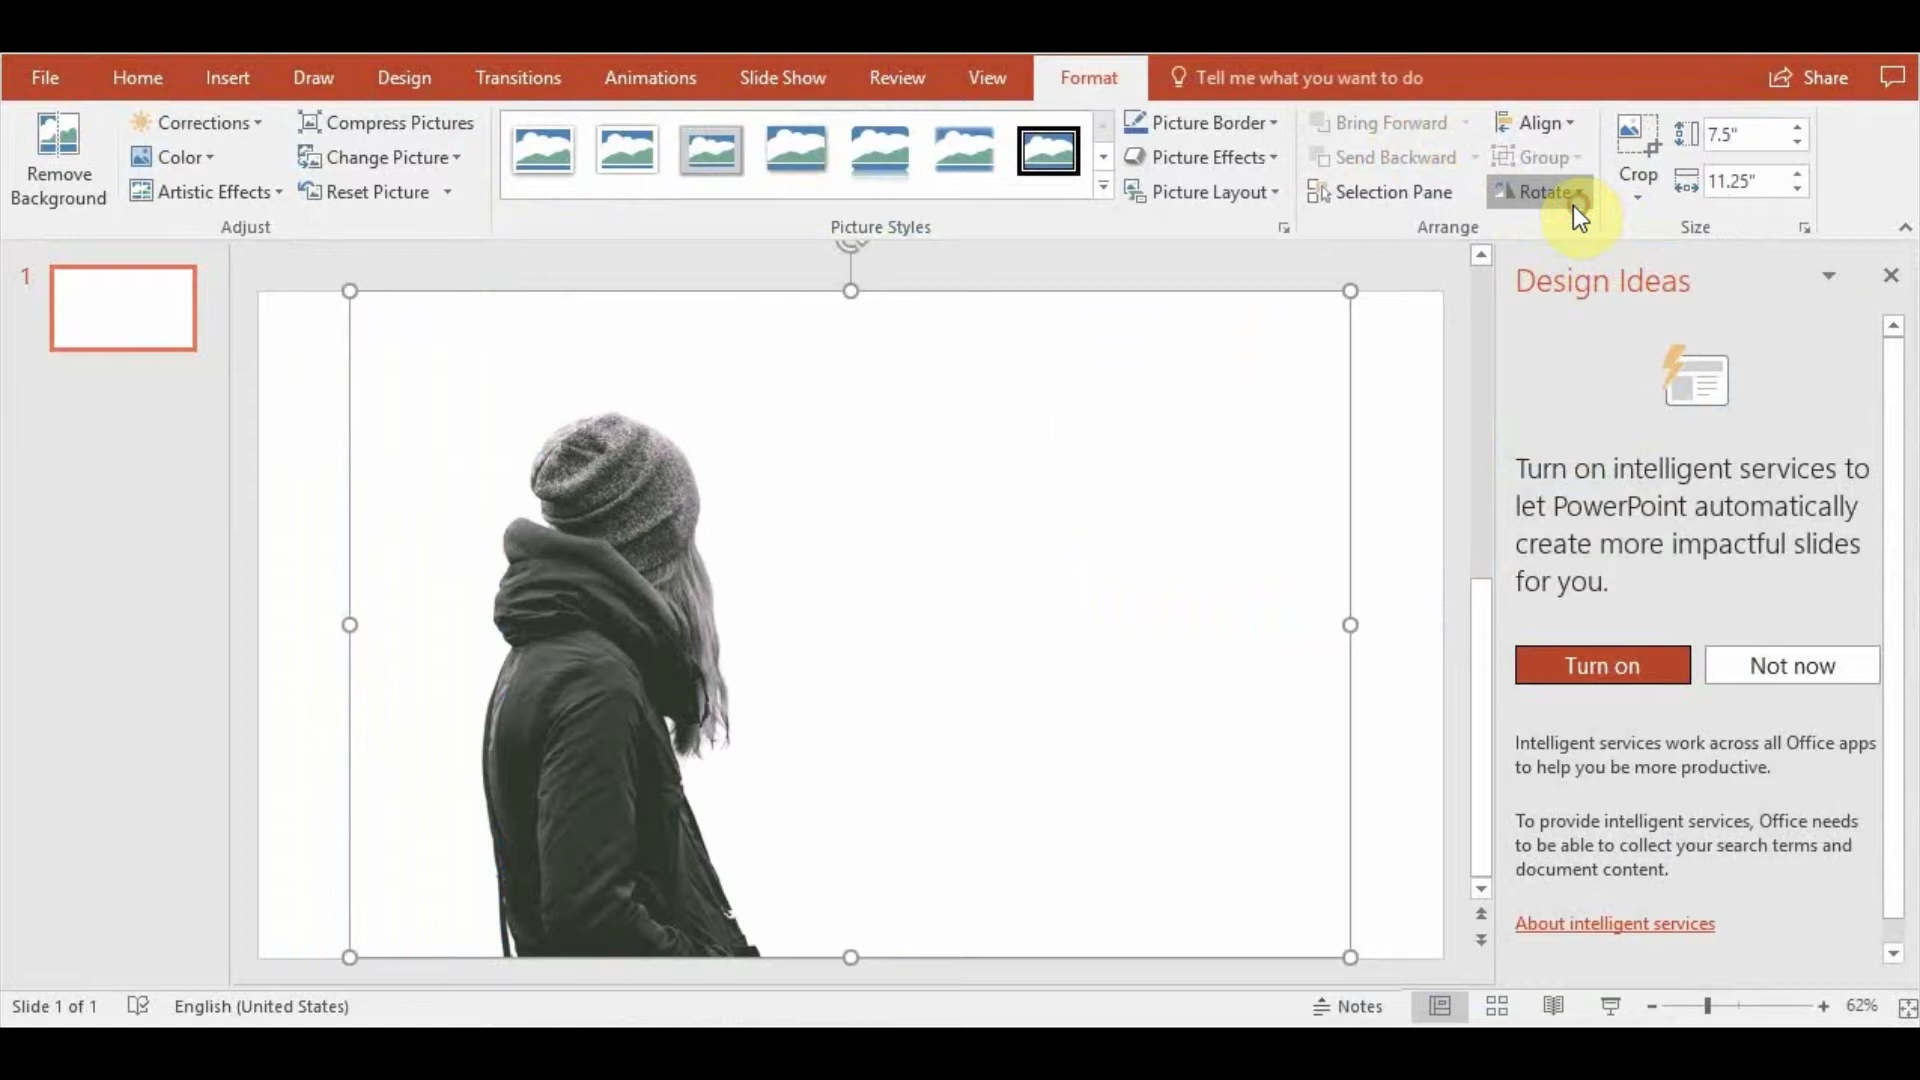 File Home Insert Draw Design Transitions Animations Slide Show Review View Format Tell me what you want to do Share
Remove Background
Corrections
Color
Artistic Effects
Compress Pictures
Change Picture
Reset Picture
Adjust
Picture Styles
Picture Border
Picture Effects
Picture Layout
Bring Forward
Send Backward
Selection Pane
Align
Group
Rotate
Arrange
Crop
7.5"
11.25"
Size
1
Design Ideas
Turn on intelligent services to
let PowerPoint automatically
create more impactful slides
for you.
Turn on
Not now
Intelligent services work across all Office apps
to help you be more productive.
To provide intelligent services, Office needs
to be able to collect your search terms and
document content.
About intelligent services
Slide 1 of 1 English (United States) Notes 62%